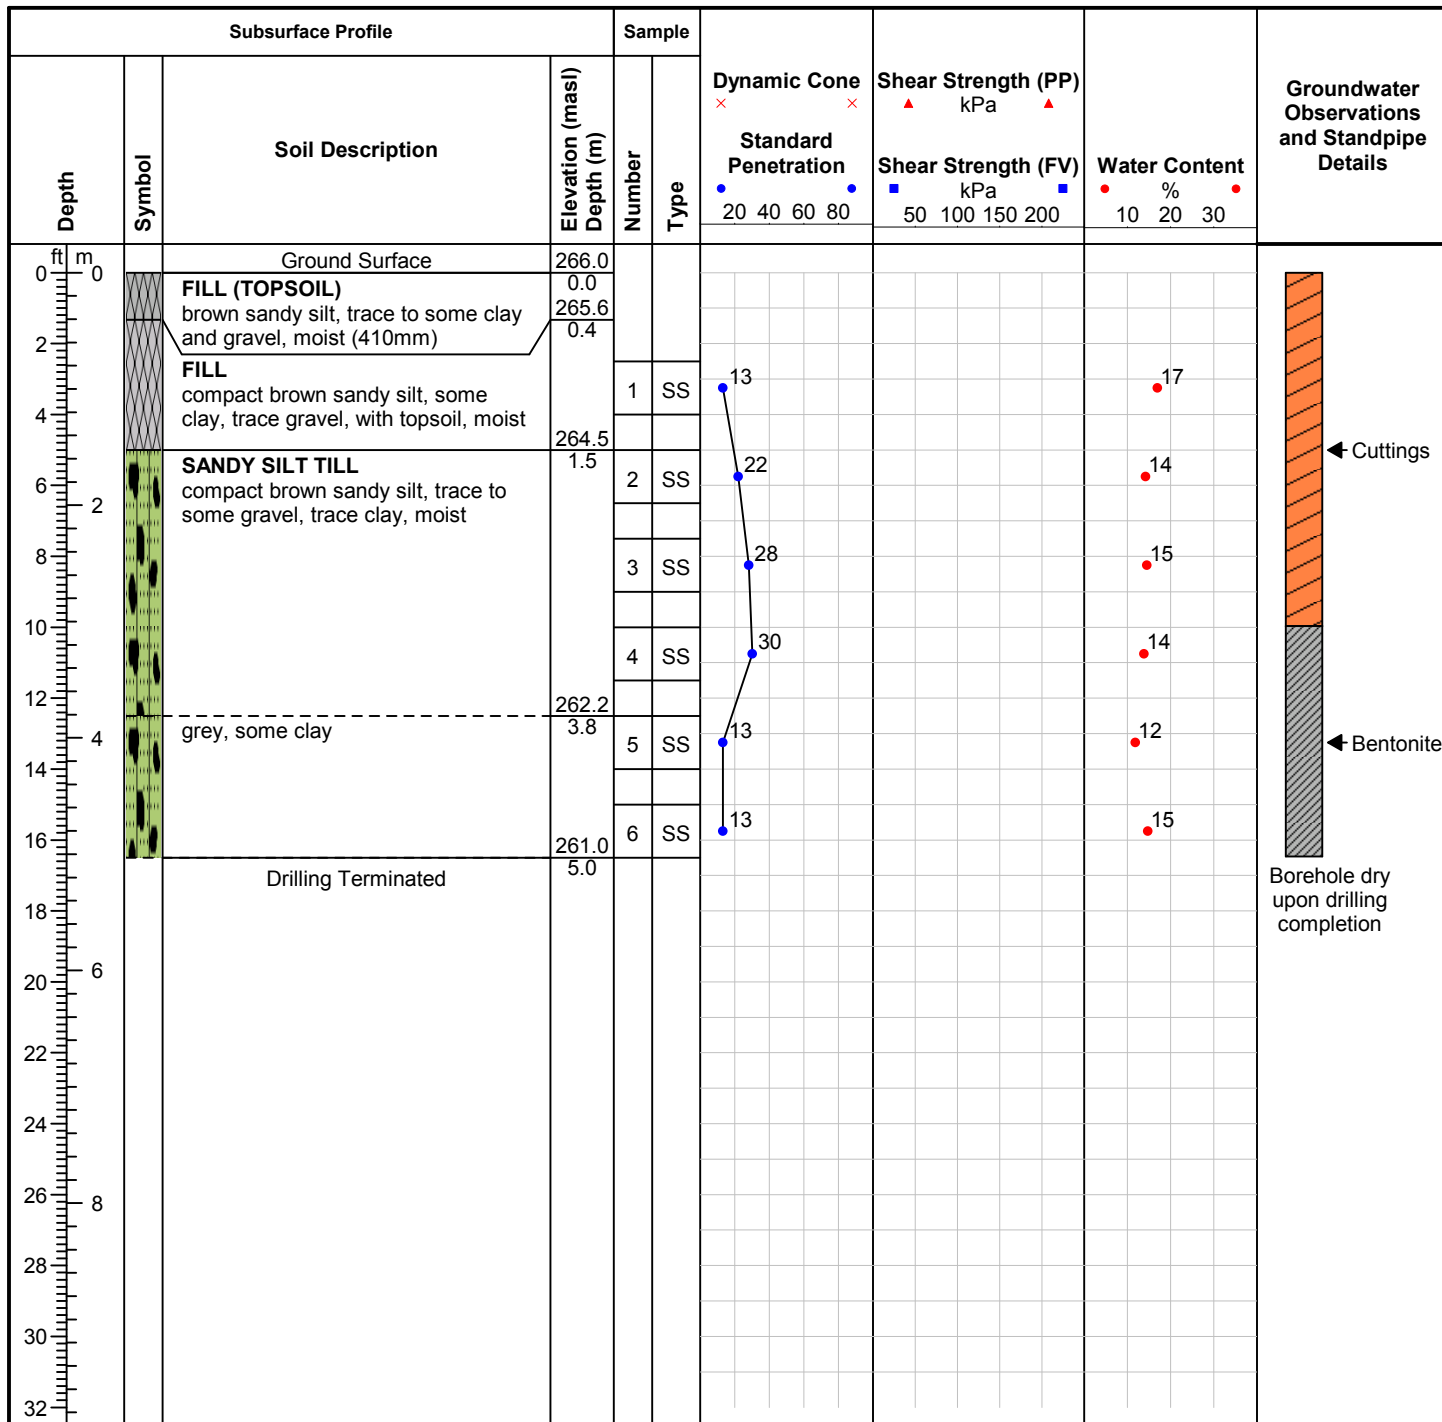 Subsurface Profile
Sample
Depth
Symbol
Soil Description
Elevation (masl)
Depth (m)
Number
Type
Dynamic Cone
Standard
Penetration
20 40 60 80
Shear Strength (PP)
kPa
Shear Strength (FV)
kPa
50 100 150 200
Water Content
%
10 20 30
Groundwater
Observations
and Standpipe
Details
ft m
Ground Surface
266.0
0
0
0.0
FILL (TOPSOIL)
brown sandy silt, trace to some clay
and gravel, moist (410mm)
265.6
0.4
2
FILL
compact brown sandy silt, some
clay, trace gravel, with topsoil, moist
1 SS
13
17
4
264.5
1.5
SANDY SILT TILL
compact brown sandy silt, trace to
some gravel, trace clay, moist
Cuttings
6
2
2 SS
22
14
8
3 SS
28
15
10
4 SS
30
14
12
262.2
3.8
grey, some clay
4
5 SS
13
12
Bentonite
14
16
6 SS
13
15
261.0
5.0
Drilling Terminated
Borehole dry
upon drilling
completion
18
6
20
22
24
26
8
28
30
32